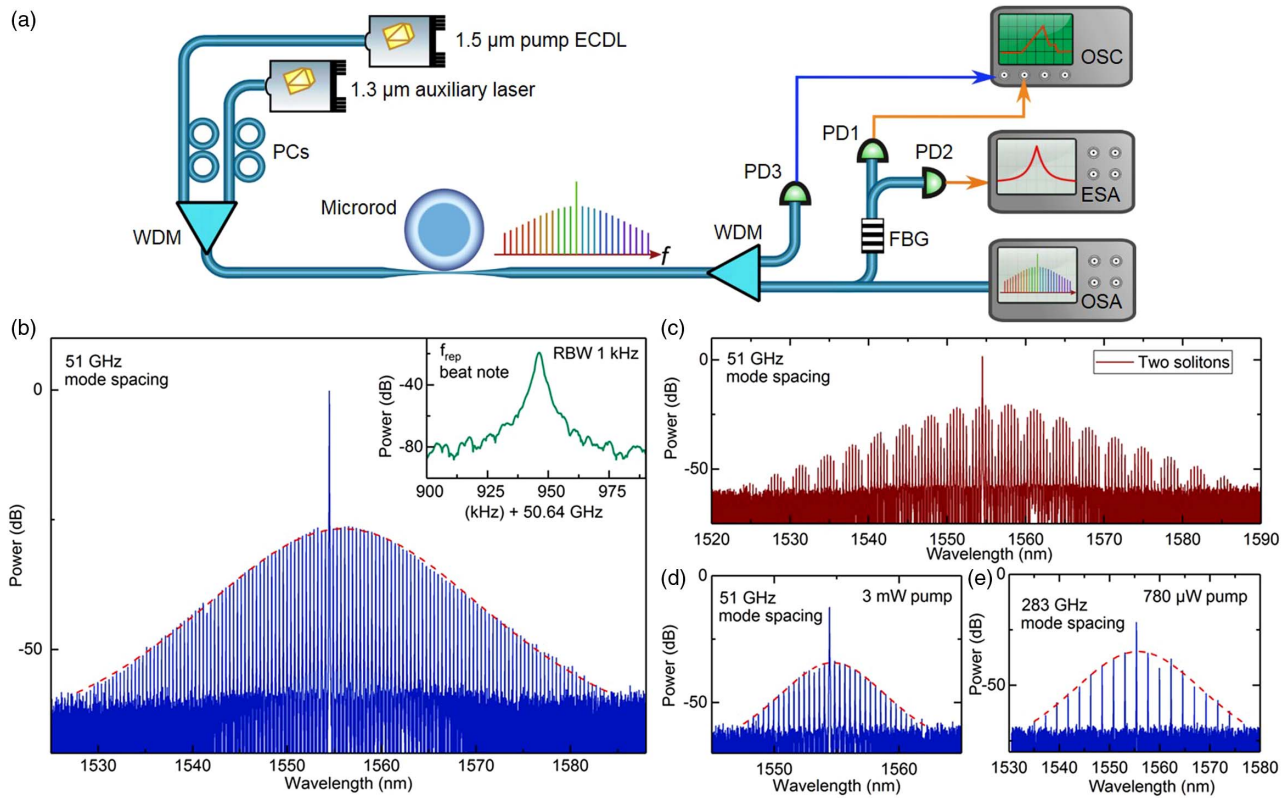 (a)
1.5 µm pump ECDL
1.3 µm auxiliary laser
PCs
WDM
Microrod
f
WDM
PD3
PD1
PD2
FBG
OSC
ESA
OSA
(b)
51 GHz
mode spacing
0
-50
Power (dB)
1530 1540 1550 1560 1570 1580
Wavelength (nm)
frep
beat note
RBW 1 kHz
-40
-80
Power (dB)
900 925 950 975
(kHz) + 50.64 GHz
(c)
51 GHz
mode spacing
Two solitons
0
-50
Power (dB)
1520 1530 1540 1550 1560 1570 1580 1590
Wavelength (nm)
(d)
51 GHz
mode spacing
3 mW pump
0
-50
Power (dB)
1550 1560
Wavelength (nm)
(e)
780 µW pump
283 GHz
mode spacing
0
-50
1530 1540 1550 1560 1570 1580
Wavelength (nm)